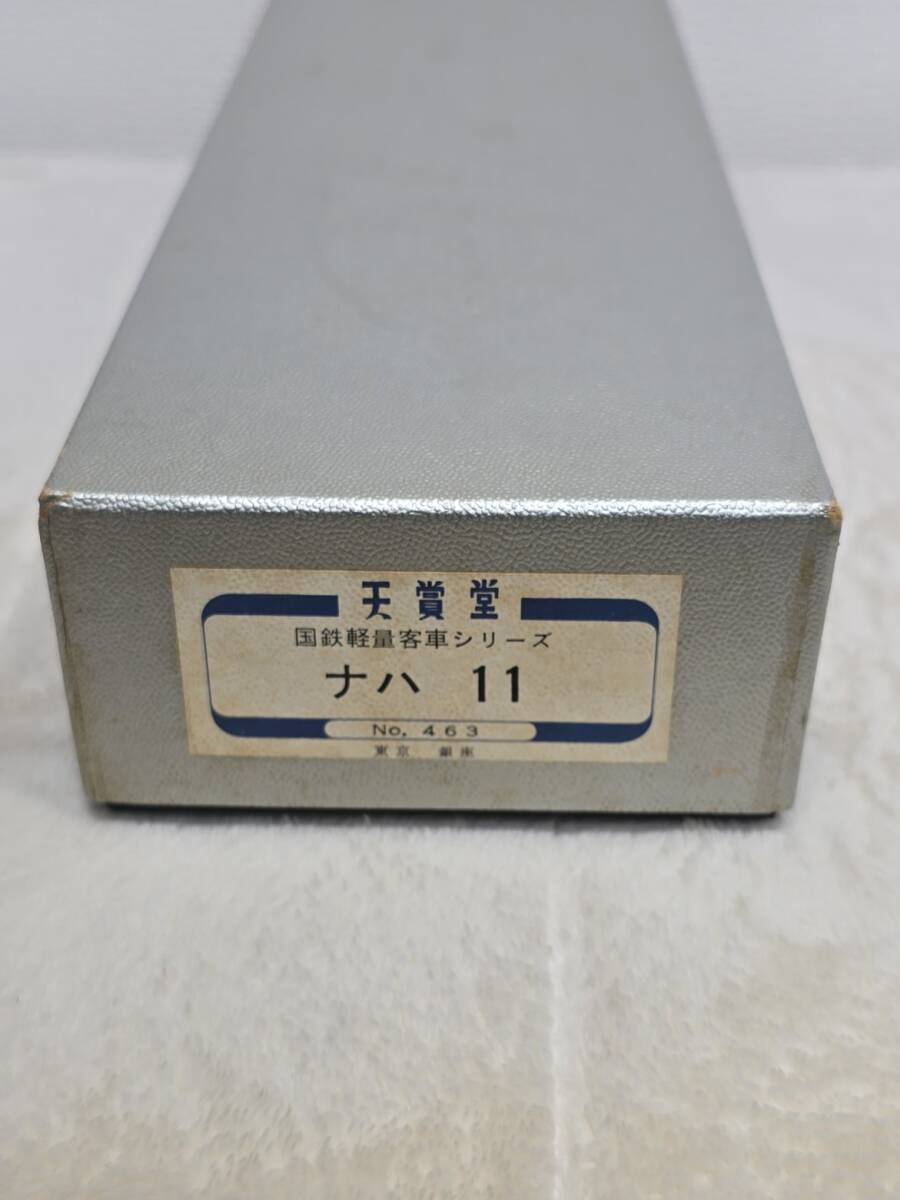 天賞堂
国鉄軽量客車シリーズ
ナハ 11
No. 463
東京 銀座